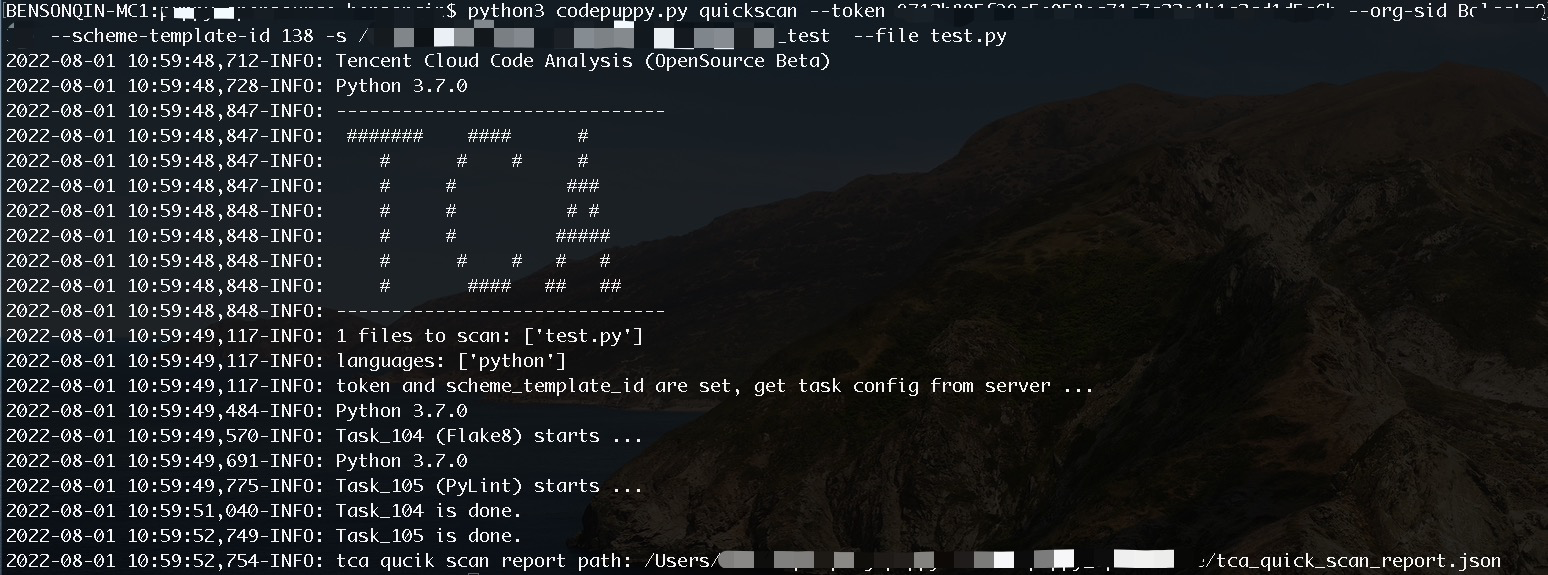 BENSONQIN-MC1: $ python3 codepuppy.py quickscan --token --org-sid
--scheme-template-id 138 -s / _test --file test.py
2022-08-01 10:59:48,712-INFO: Tencent Cloud Code Analysis (OpenSource Beta)
2022-08-01 10:59:48,728-INFO: Python 3.7.0
2022-08-01 10:59:48,847-INFO: ------------------------------
2022-08-01 10:59:48,847-INFO:  #######    ####      #
2022-08-01 10:59:48,847-INFO:     #      #    #     #
2022-08-01 10:59:48,847-INFO:     #     #          ###
2022-08-01 10:59:48,848-INFO:     #     #          # #
2022-08-01 10:59:48,848-INFO:     #     #         #####
2022-08-01 10:59:48,848-INFO:     #      #    #   #   #
2022-08-01 10:59:48,848-INFO:     #       ####   ##   ##
2022-08-01 10:59:48,848-INFO: ------------------------------
2022-08-01 10:59:49,117-INFO: 1 files to scan: ['test.py']
2022-08-01 10:59:49,117-INFO: languages: ['python']
2022-08-01 10:59:49,117-INFO: token and scheme_template_id are set, get task config from server ...
2022-08-01 10:59:49,484-INFO: Python 3.7.0
2022-08-01 10:59:49,570-INFO: Task_104 (Flake8) starts ...
2022-08-01 10:59:49,691-INFO: Python 3.7.0
2022-08-01 10:59:49,775-INFO: Task_105 (PyLint) starts ...
2022-08-01 10:59:51,040-INFO: Task_104 is done.
2022-08-01 10:59:52,749-INFO: Task_105 is done.
2022-08-01 10:59:52,754-INFO: tca qucik scan report path: /Users/ /tca_quick_scan_report.json